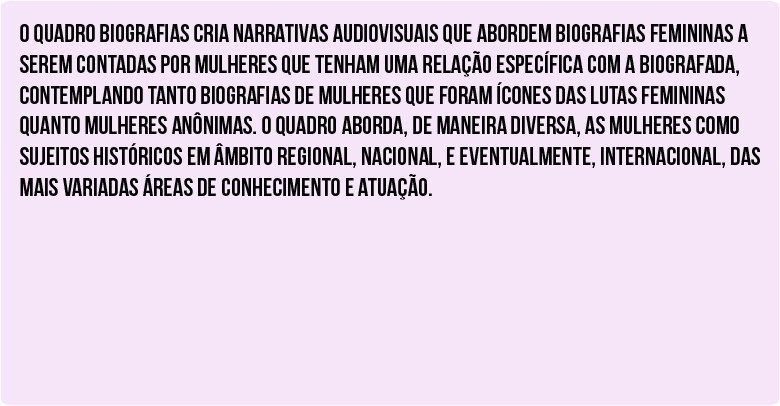 O QUADRO BIOGRAFIAS CRIA NARRATIVAS AUDIOVISUAIS QUE ABORDEM BIOGRAFIAS FEMININAS A
SEREM CONTADAS POR MULHERES QUE TENHAM UMA RELAÇÃO ESPECÍFICA COM A BIOGRAFADA,
CONTEMPLANDO TANTO BIOGRAFIAS DE MULHERES QUE FORAM ÍCONES DAS LUTAS FEMININAS
QUANTO MULHERES ANÔNIMAS. O QUADRO ABORDA, DE MANEIRA DIVERSA, AS MULHERES COMO
SUJEITOS HISTÓRICOS EM ÂMBITO REGIONAL, NACIONAL, E EVENTUALMENTE, INTERNACIONAL, DAS
MAIS VARIADAS ÁREAS DE CONHECIMENTO E ATUAÇÃO.